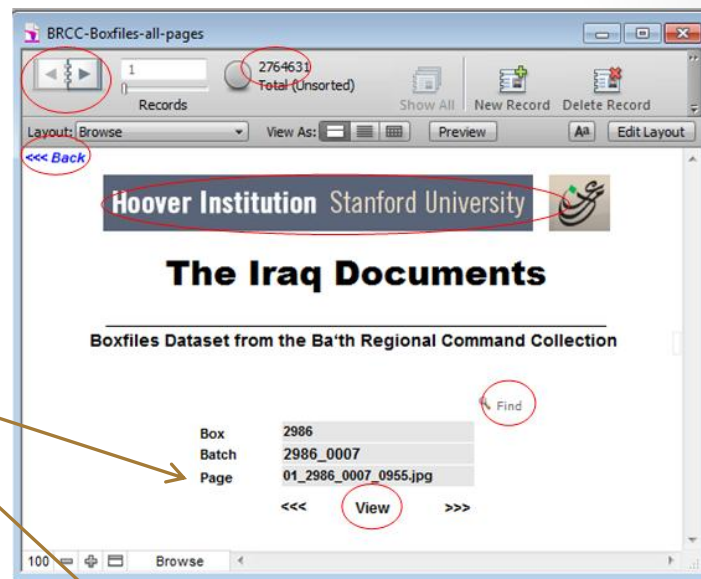 BRCC-Boxfiles-all-pages
1
2764631
Total (Unsorted)
Records
Show All
New Record
Delete Record
Layout: Browse
View As:
Preview
Aa
Edit Layout
<<< Back
Hoover Institution Stanford University
The Iraq Documents
Boxfiles Dataset from the Ba'th Regional Command Collection
Find
Box 2986
Batch 2986_0007
Page 01_2986_0007_0955.jpg
<<< View >>>
100
Browse